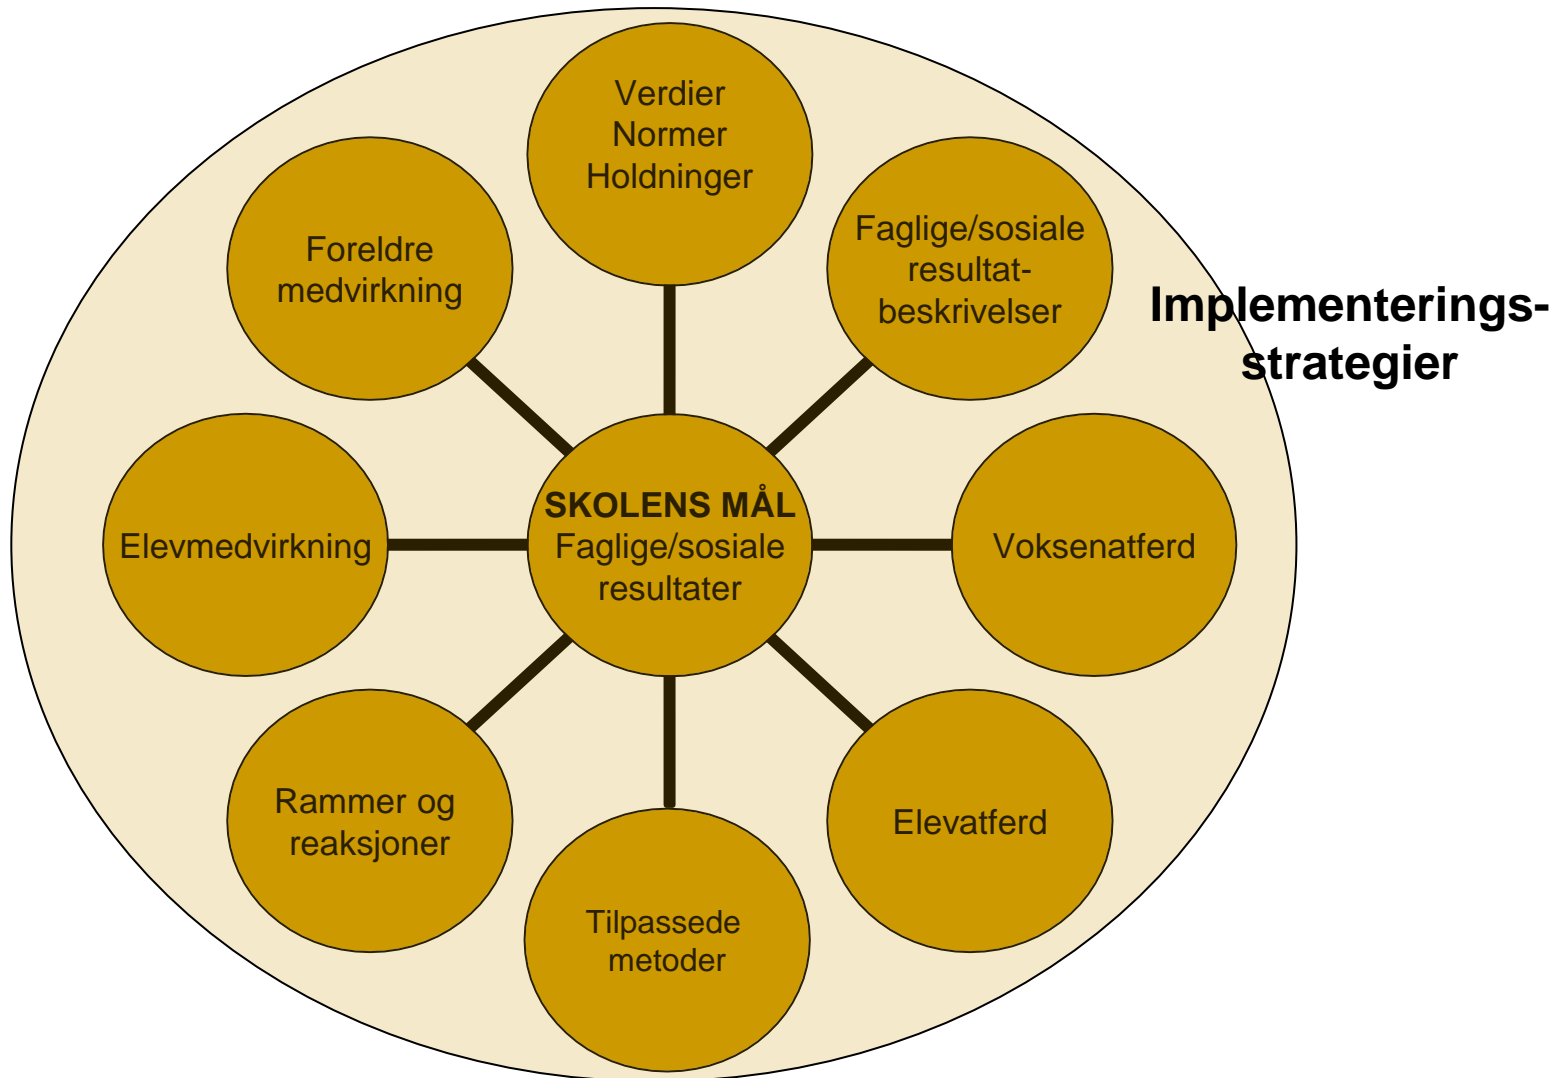 Verdier
Normer
Holdninger
Foreldre
medvirkning
Faglige/sosiale
resultat-
beskrivelser
Implementerings-
strategier
Elevmedvirkning
SKOLENS MÅL
Faglige/sosiale
resultater
Voksenatferd
Rammer og
reaksjoner
Elevatferd
Tilpassede
metoder